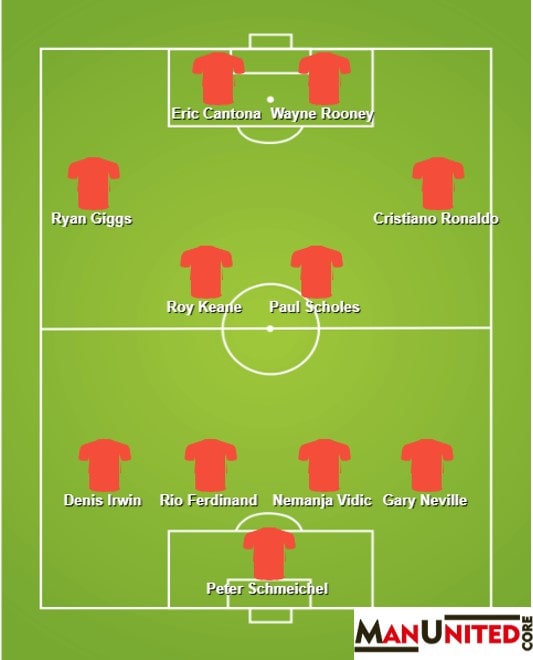 Eric Cantona Wayne Rooney
Ryan Giggs Cristiano Ronaldo
Roy Keane Paul Scholes
Denis Irwin Rio Ferdinand Nemanja Vidic Gary Neville
Peter Schmeichel
MANUNITED CORE